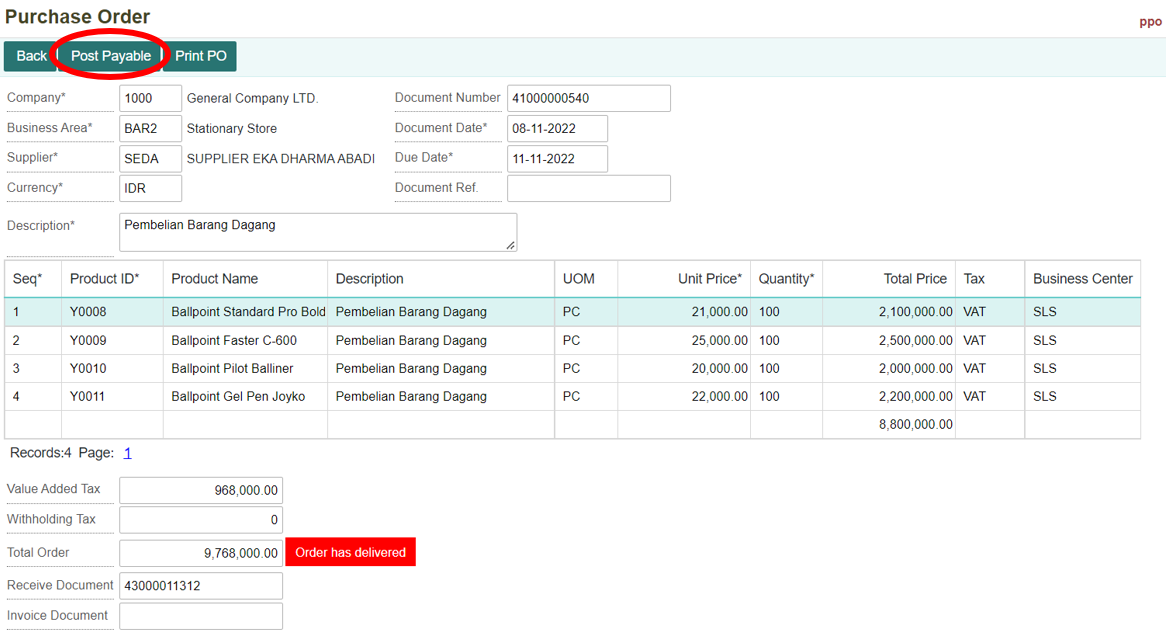 Purchase Order
ppo
Back Post Payable Print PO
Company* 1000 General Company LTD. Document Number 41000000540
Business Area* BAR2 Stationary Store Document Date* 08-11-2022
Supplier* SEDA SUPPLIER EKA DHARMA ABADI Due Date* 11-11-2022
Currency* IDR Document Ref.
Description* Pembelian Barang Dagang
Seq* Product ID* Product Name Description UOM Unit Price* Quantity* Total Price Tax Business Center
1 Y0008 Ballpoint Standard Pro Bold Pembelian Barang Dagang PC 21,000.00 100 2,100,000.00 VAT SLS
2 Y0009 Ballpoint Faster C-600 Pembelian Barang Dagang PC 25,000.00 100 2,500,000.00 VAT SLS
3 Y0010 Ballpoint Pilot Balliner Pembelian Barang Dagang PC 20,000.00 100 2,000,000.00 VAT SLS
4 Y0011 Ballpoint Gel Pen Joyko Pembelian Barang Dagang PC 22,000.00 100 2,200,000.00 VAT SLS
8,800,000.00
Records:4 Page: 1
Value Added Tax 968,000.00
Withholding Tax 0
Total Order 9,768,000.00 Order has delivered
Receive Document 43000011312
Invoice Document